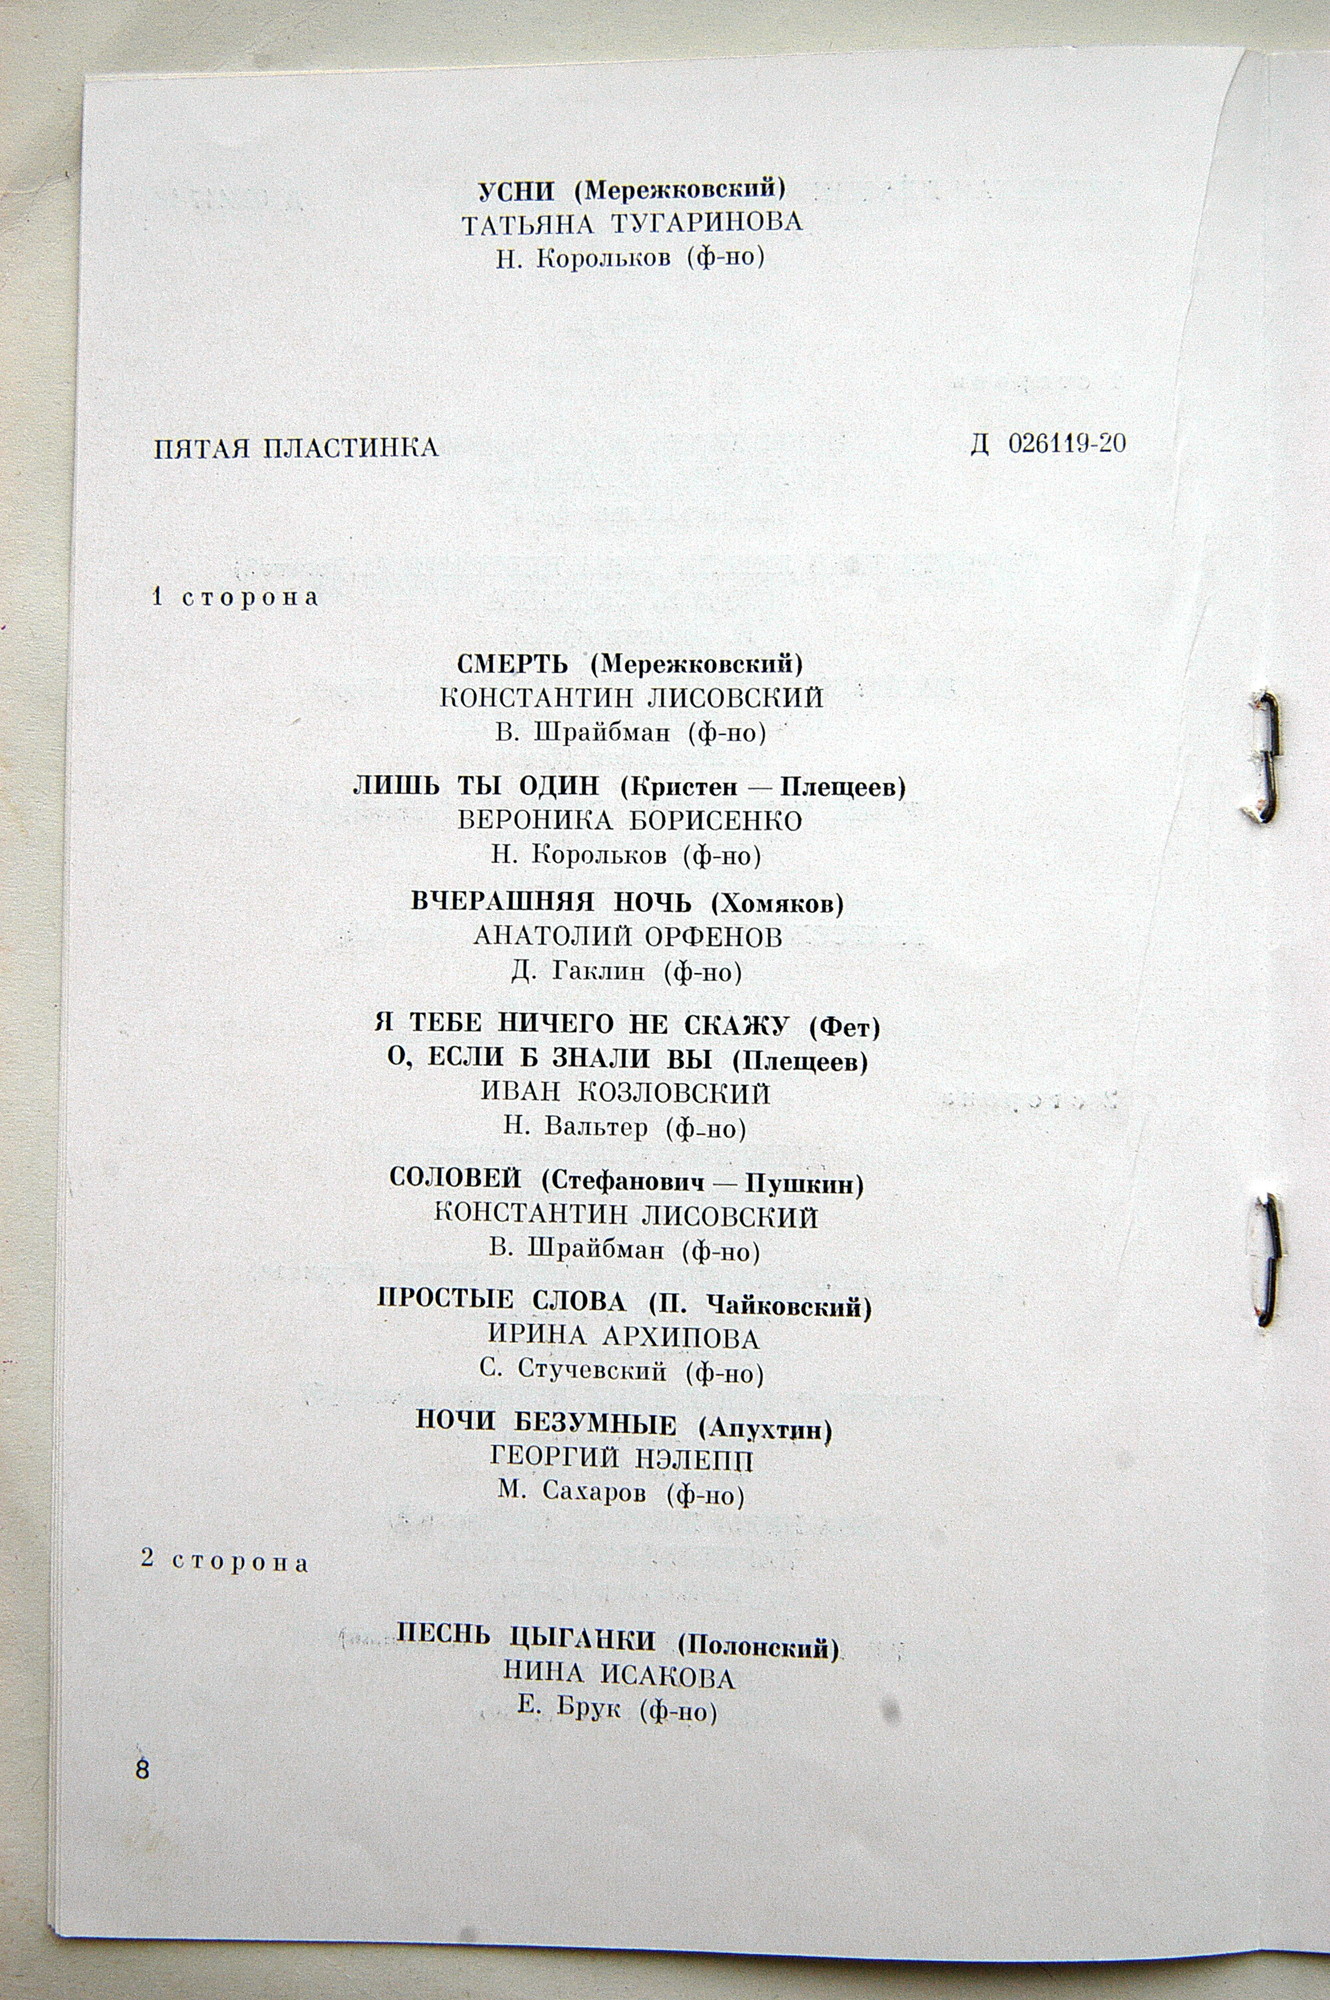 УСНИ (Мережковский)
ТАТЬЯНА ТУГАРИНОВА
Н. Корольков (ф-но)
ПЯТАЯ ПЛАСТИНКА Д 026119-20
1 сторона
СМЕРТЬ (Мережковский)
КОНСТАНТИН ЛИСОВСКИЙ
В. Шрайбман (ф-но)
ЛИШЬ ТЫ ОДИН (Кристен — Плещеев)
ВЕРОНИКА БОРИСЕНКО
Н. Корольков (ф-но)
ВЧЕРАШНЯЯ НОЧЬ (Хомяков)
АНАТОЛИЙ ОРФЕНОВ
Д. Гаклин (ф-но)
Я ТЕБЕ НИЧЕГО НЕ СКАЖУ (Фет)
О, ЕСЛИ Б ЗНАЛИ ВЫ (Плещеев)
ИВАН КОЗЛОВСКИЙ
Н. Вальтер (ф-но)
СОЛОВЕЙ (Стефанович — Пушкин)
КОНСТАНТИН ЛИСОВСКИЙ
В. Шрайбман (ф-но)
ПРОСТЫЕ СЛОВА (П. Чайковский)
ИРИНА АРХИПОВА
С. Стучевский (ф-но)
НОЧИ БЕЗУМНЫЕ (Апухтин)
ГЕОРГИЙ НЭЛЕПП
М. Сахаров (ф-но)
2 сторона
ПЕСНЬ ЦЫГАНКИ (Полонский)
НИНА ИСАКОВА
Е. Брук (ф-но)
8